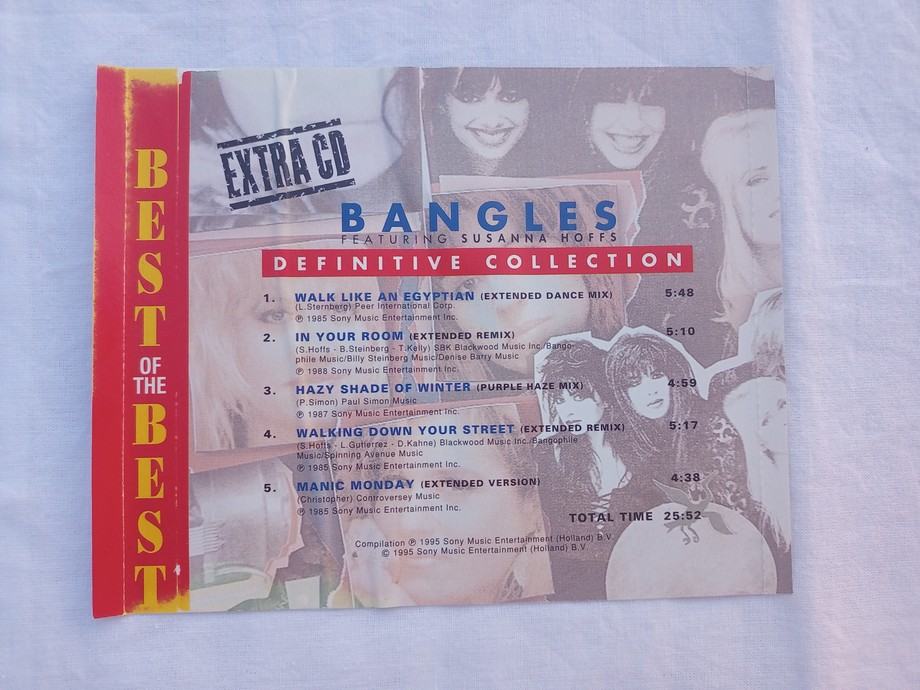 BEST
OF
THE
BEST
EXTRA CD
BANGLES
FEATURING SUSANNA HOFFS
DEFINITIVE COLLECTION
1. WALK LIKE AN EGYPTIAN (EXTENDED DANCE MIX) 5:48
(L.Sternberg) Peer International Corp.
℗ 1985 Sony Music Entertainment Inc.
2. IN YOUR ROOM (EXTENDED REMIX) 5:10
(S.Hoffs - B.Steinberg - T.Kelly) SBK Blackwood Music Inc./Bango-
phile Music/Billy Steinberg Music/Denise Barry Music
℗ 1988 Sony Music Entertainment Inc.
3. HAZY SHADE OF WINTER (PURPLE HAZE MIX) 4:59
(P.Simon) Paul Simon Music
℗ 1987 Sony Music Entertainment Inc.
4. WALKING DOWN YOUR STREET (EXTENDED REMIX) 5:17
(S.Hoffs - L.Gutierrez - D.Kahne) Blackwood Music Inc./Bangophile
Music/Spinning Avenue Music
℗ 1985 Sony Music Entertainment Inc.
5. MANIC MONDAY (EXTENDED VERSION) 4:38
(Christopher) Controversey Music
℗ 1985 Sony Music Entertainment Inc.
TOTAL TIME 25:52
Compilation ℗ 1995 Sony Music Entertainment (Holland) B.V.
© 1995 Sony Music Entertainment (Holland) B.V.